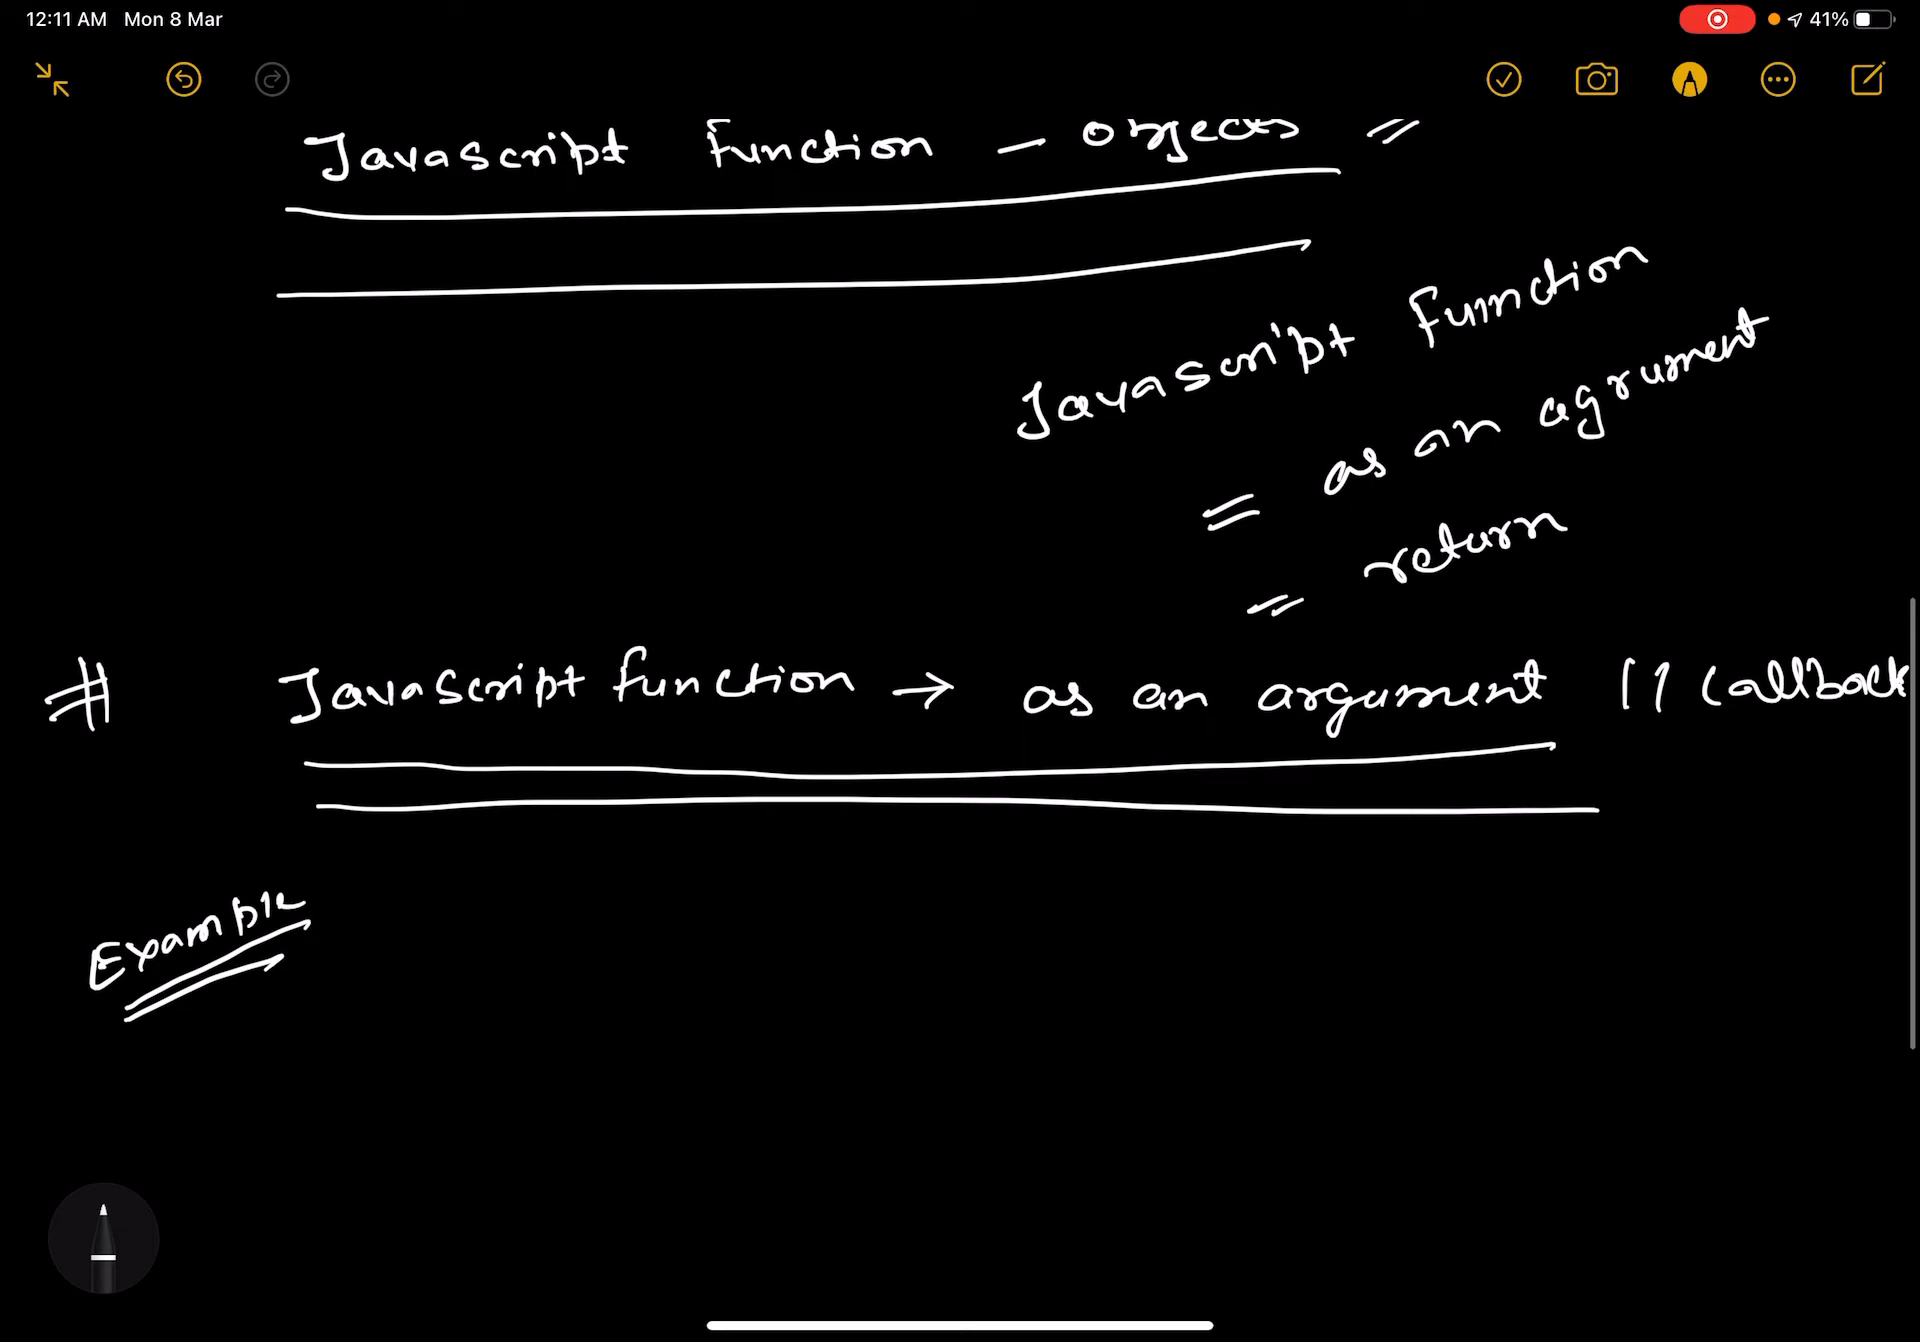 12:11 AM Mon 8 Mar 41%
Javascript function - objects =
Javascript function
= as an agrument
= return
# Javascript function → as an argument || Callback
Example